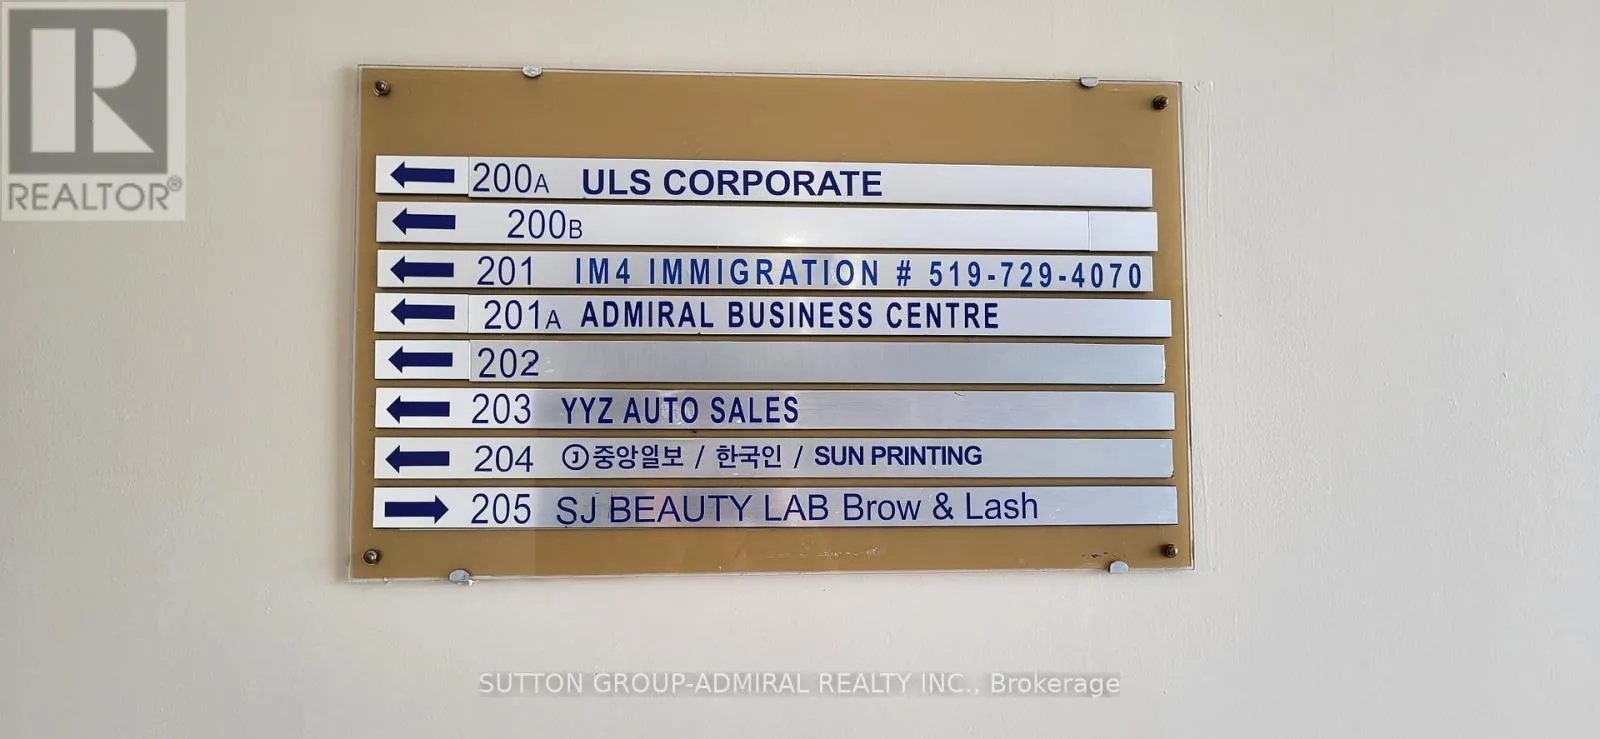 REALTOR®
200A ULS CORPORATE
200B
201 IM4 IMMIGRATION # 519-729-4070
201A ADMIRAL BUSINESS CENTRE
202
203 YYZ AUTO SALES
204 J 중앙일보 / 한국인 / SUN PRINTING
205 SJ BEAUTY LAB Brow & Lash
SUTTON GROUP-ADMIRAL REALTY INC., Brokerage